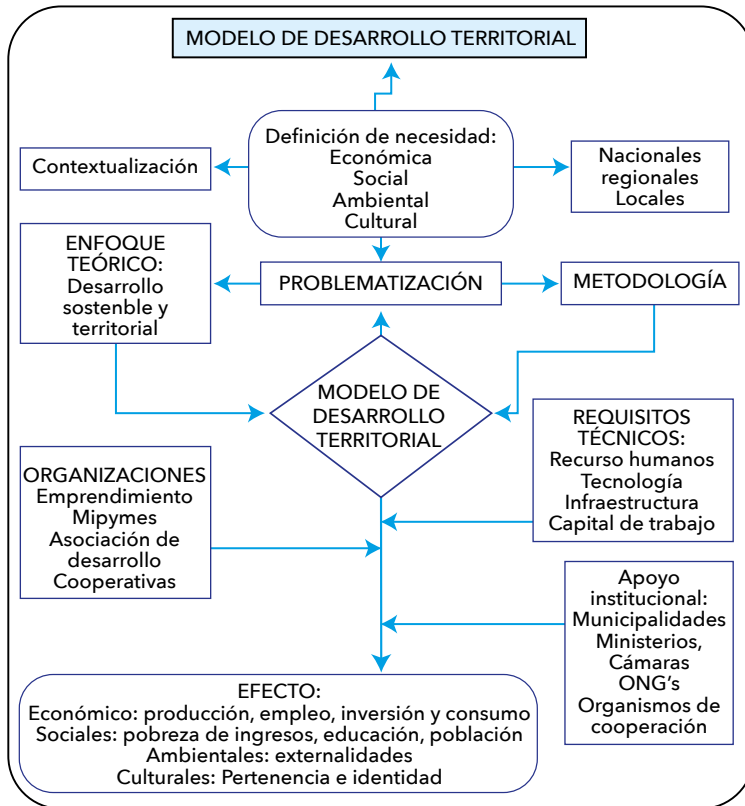 MODELO DE DESARROLLO TERRITORIAL
Definición de necesidad:
Económica
Social
Ambiental
Cultural
Contextualización
Nacionales
regionales
Locales
ENFOQUE
TEÓRICO:
Desarrollo
sostenble y
territorial
PROBLEMATIZACIÓN
METODOLOGÍA
MODELO DE
DESARROLLO
TERRITORIAL
REQUISITOS
TÉCNICOS:
Recurso humanos
Tecnología
Infraestructura
Capital de trabajo
ORGANIZACIONES
Emprendimiento
Mipymes
Asociación de
desarrollo
Cooperativas
Apoyo
institucional:
Municipalidades
Ministerios,
Cámaras
ONG's
Organismos de
cooperación
EFECTO:
Económico: producción, empleo, inversión y consumo
Sociales: pobreza de ingresos, educación, población
Ambientales: externalidades
Culturales: Pertenencia e identidad